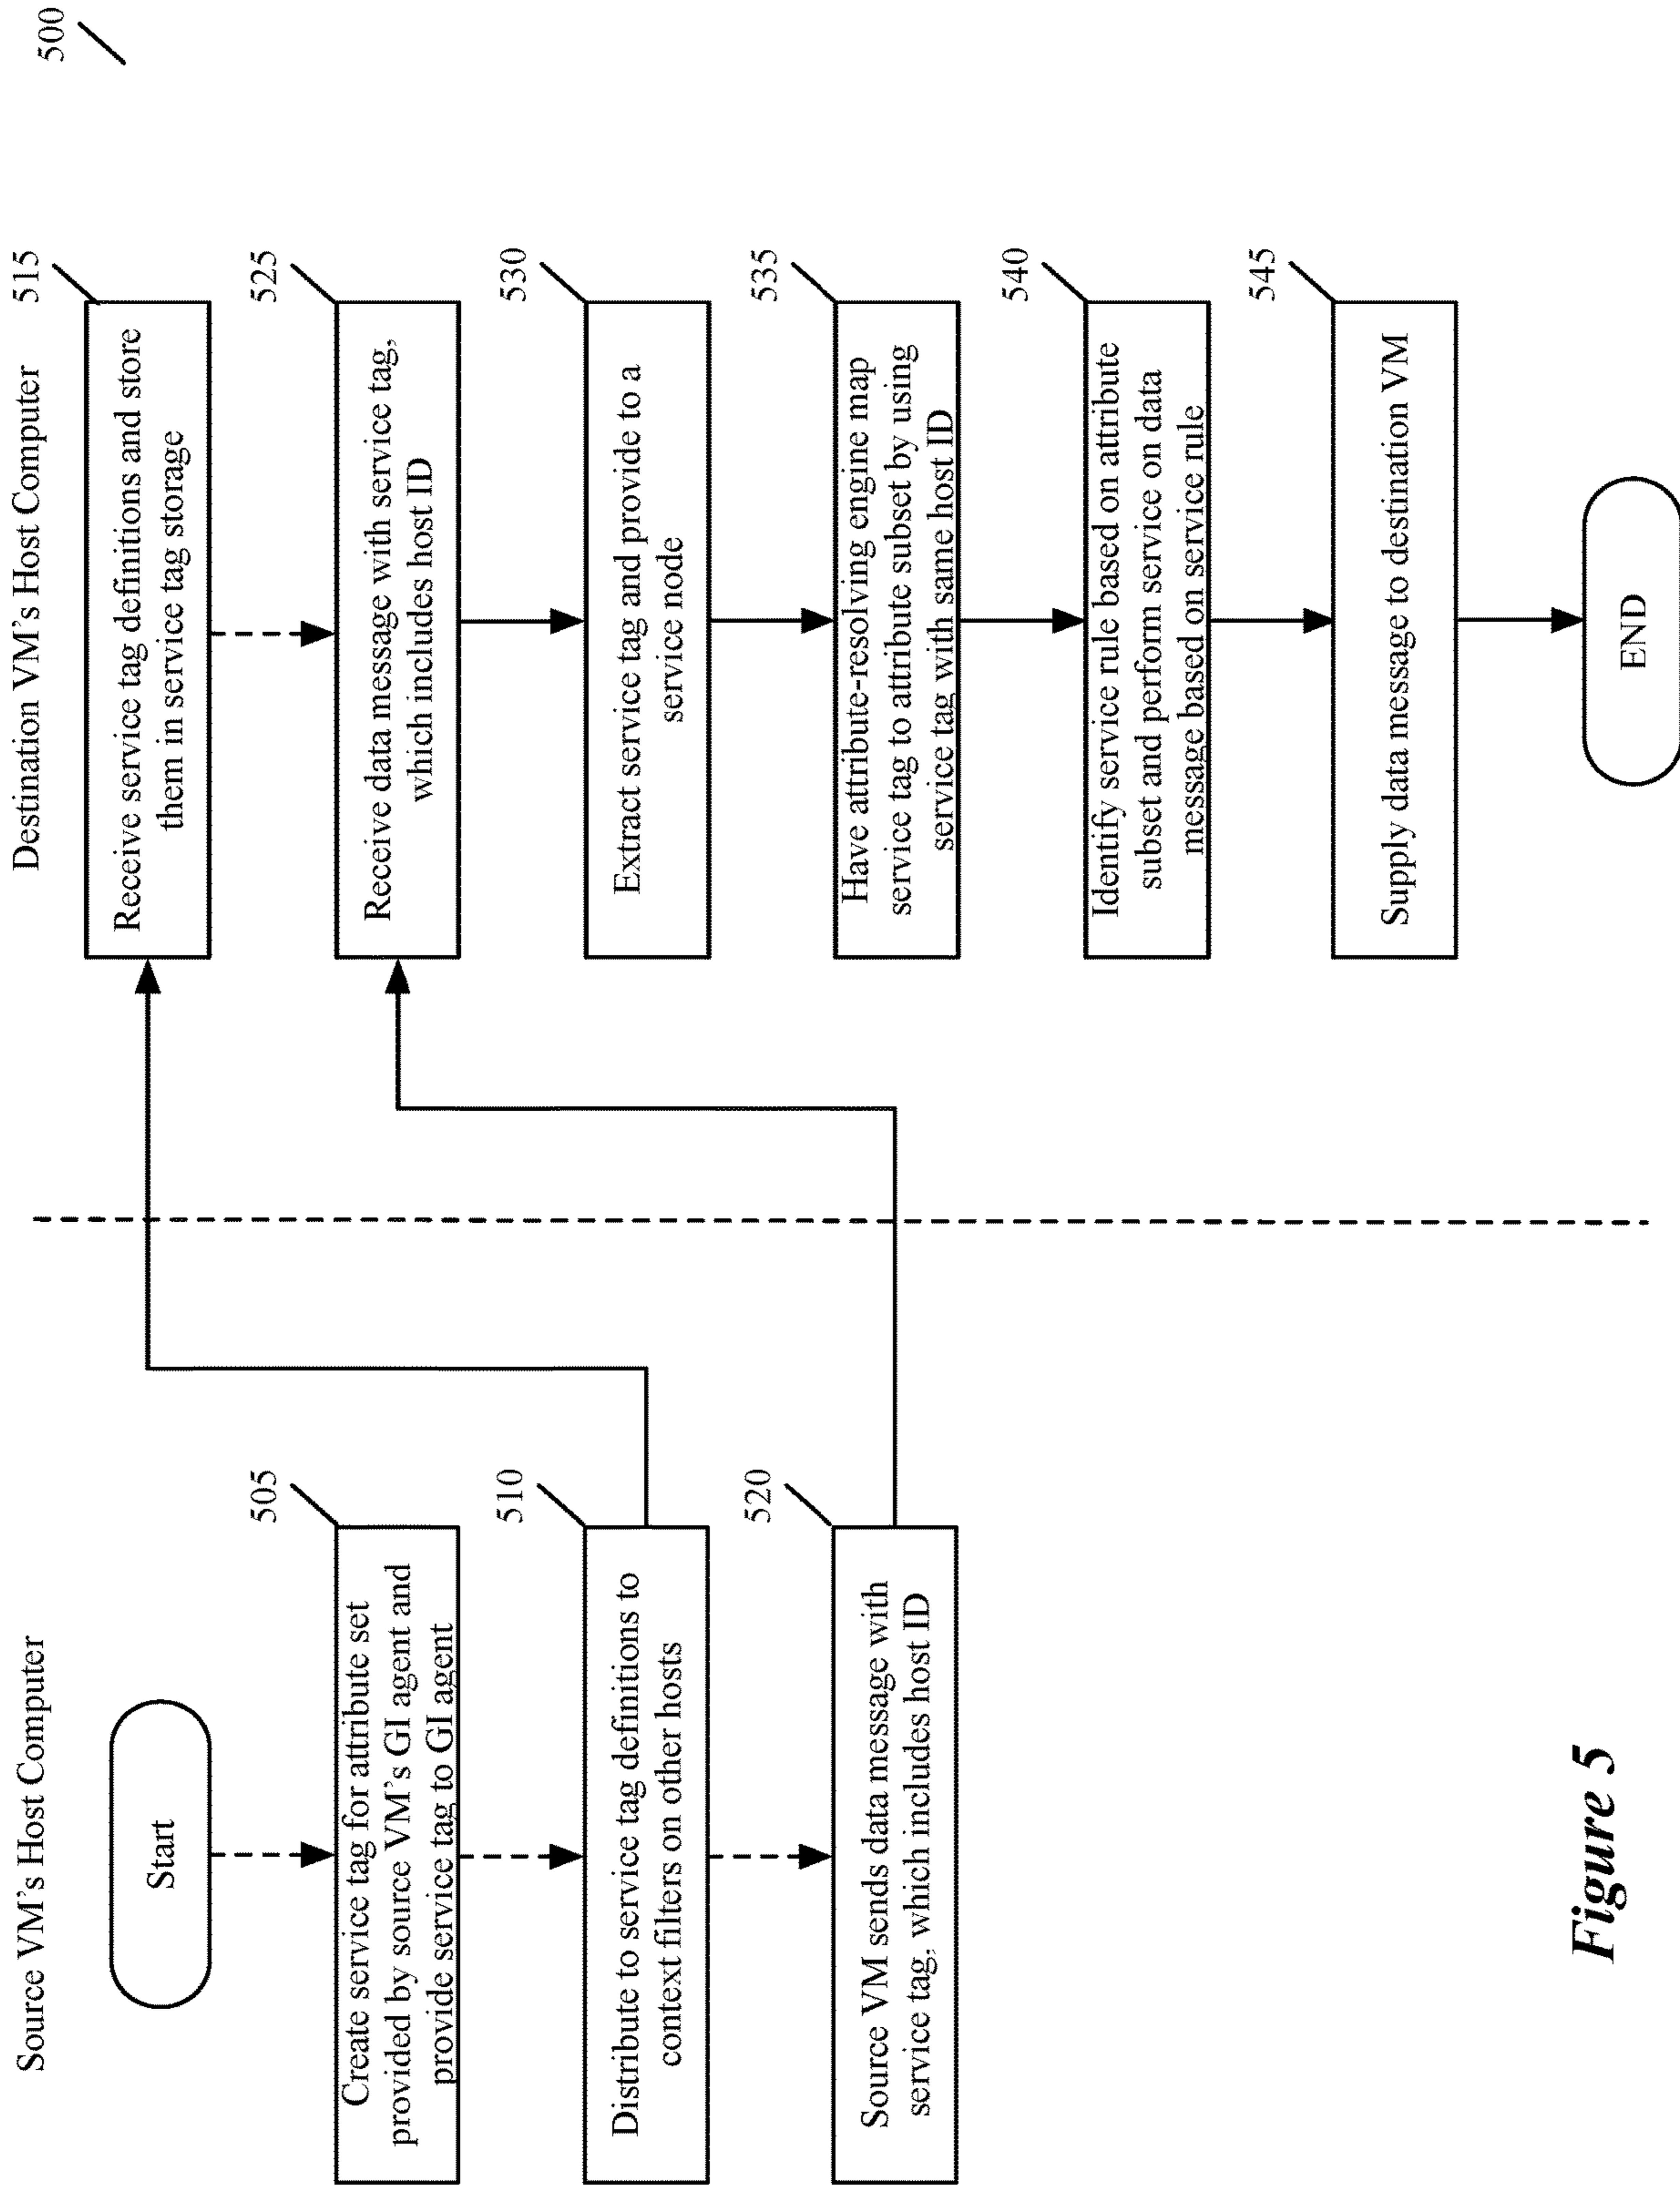 500
Source VM's Host Computer
Start
505
Create service tag for attribute set
provided by source VM's GI agent and
provide service tag to GI agent
510
Distribute to service tag definitions to
context filters on other hosts
520
Source VM sends data message with
service tag, which includes host ID
Destination VM's Host Computer
515
Receive service tag definitions and store
them in service tag storage
525
Receive data message with service tag,
which includes host ID
530
Extract service tag and provide to a
service node
535
Have attribute-resolving engine map
service tag to attribute subset by using
service tag with same host ID
540
Identify service rule based on attribute
subset and perform service on data
message based on service rule
545
Supply data message to destination VM
END
Figure 5